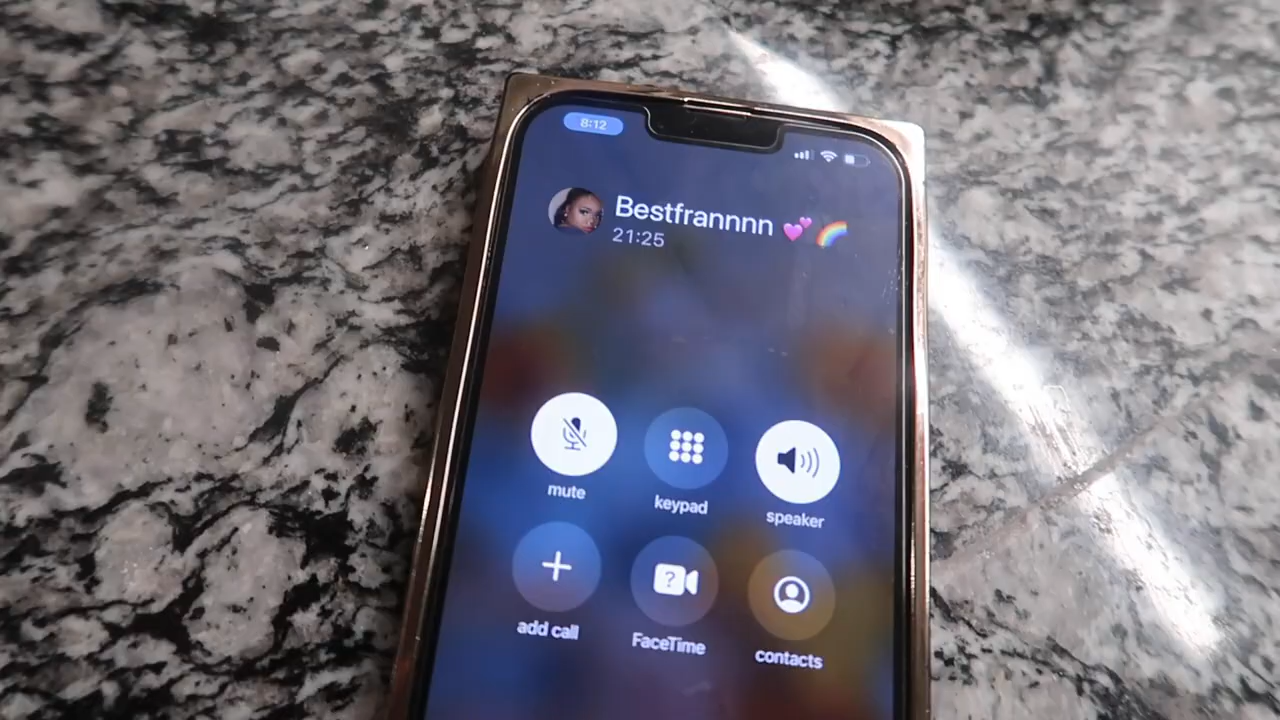 8:12
Bestfrannnn 💕🌈
21:25
mute keypad speaker
add call FaceTime contacts